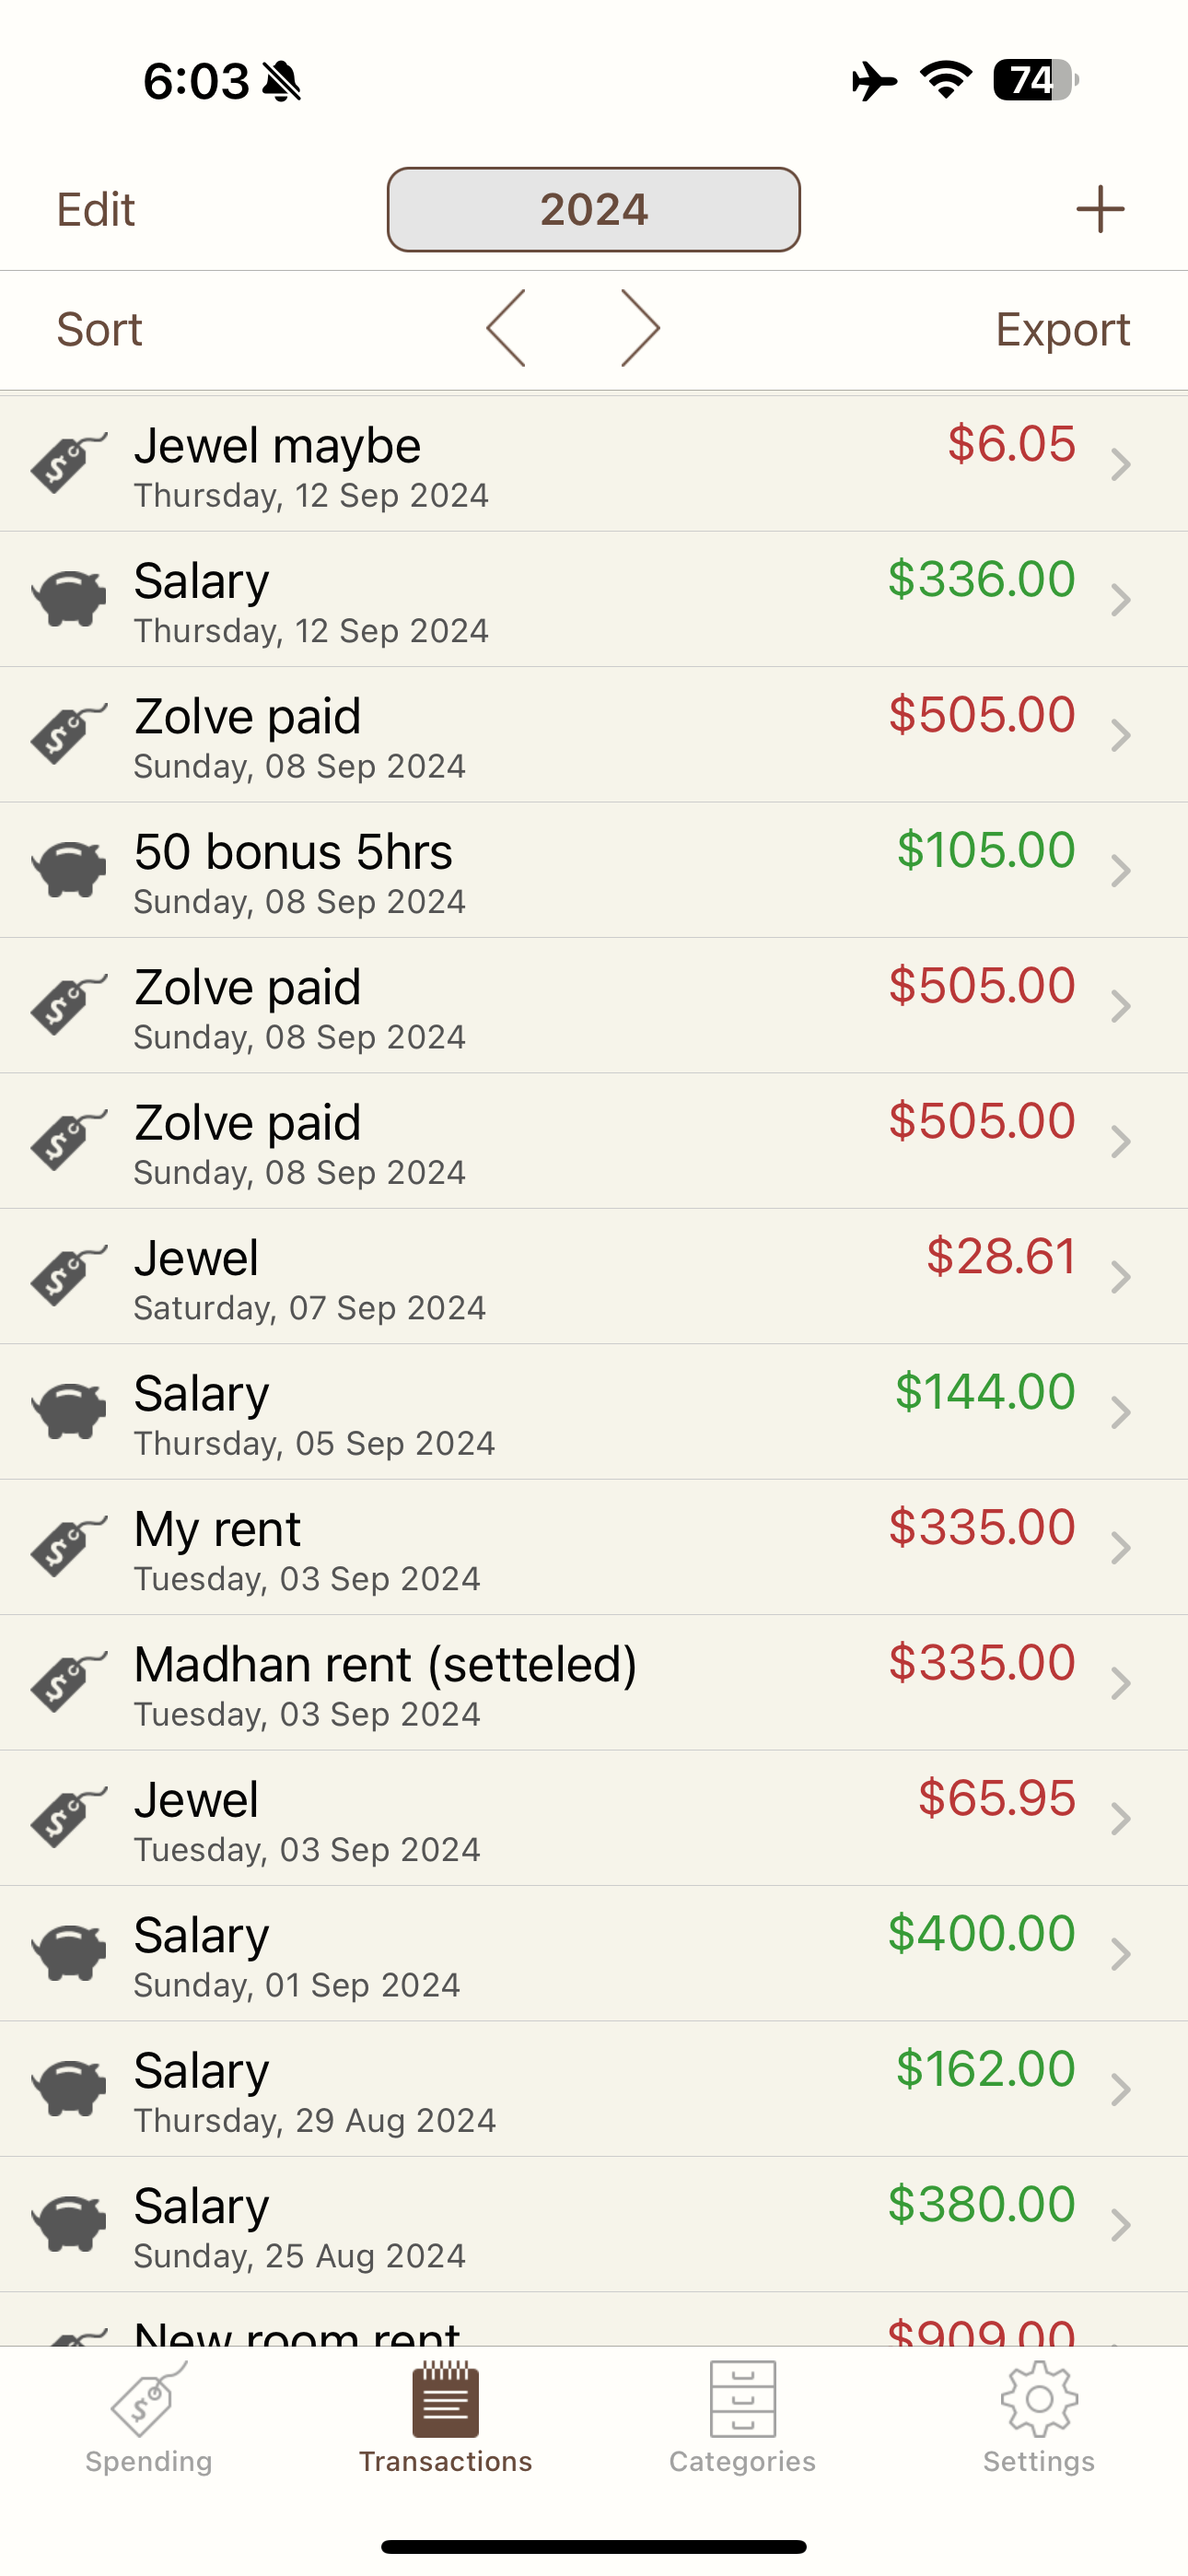 6:03
74
Edit
2024
+
Sort
Export
Jewel maybe
$6.05
Thursday, 12 Sep 2024
Salary
$336.00
Thursday, 12 Sep 2024
Zolve paid
$505.00
Sunday, 08 Sep 2024
50 bonus 5hrs
$105.00
Sunday, 08 Sep 2024
Zolve paid
$505.00
Sunday, 08 Sep 2024
Zolve paid
$505.00
Sunday, 08 Sep 2024
Jewel
$28.61
Saturday, 07 Sep 2024
Salary
$144.00
Thursday, 05 Sep 2024
My rent
$335.00
Tuesday, 03 Sep 2024
Madhan rent (setteled)
$335.00
Tuesday, 03 Sep 2024
Jewel
$65.95
Tuesday, 03 Sep 2024
Salary
$400.00
Sunday, 01 Sep 2024
Salary
$162.00
Thursday, 29 Aug 2024
Salary
$380.00
Sunday, 25 Aug 2024
New room rent
$909.00
Spending
Transactions
Categories
Settings